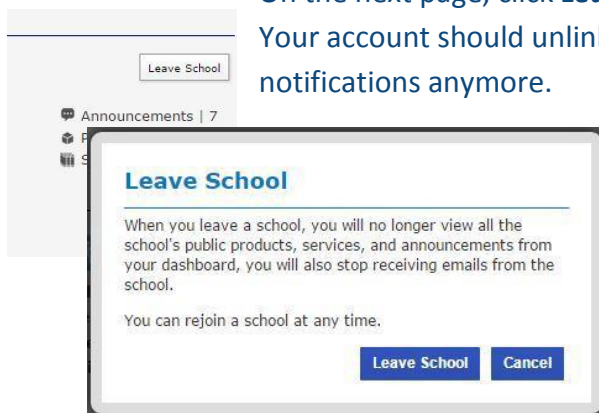 On the next page, click
Your account should unlin
notifications anymore.
Leave School
Announcements | 7
Leave School
When you leave a school, you will no longer view all the
school's public products, services, and announcements from
your dashboard, you will also stop receiving emails from the
school.
You can rejoin a school at any time.
Leave School Cancel